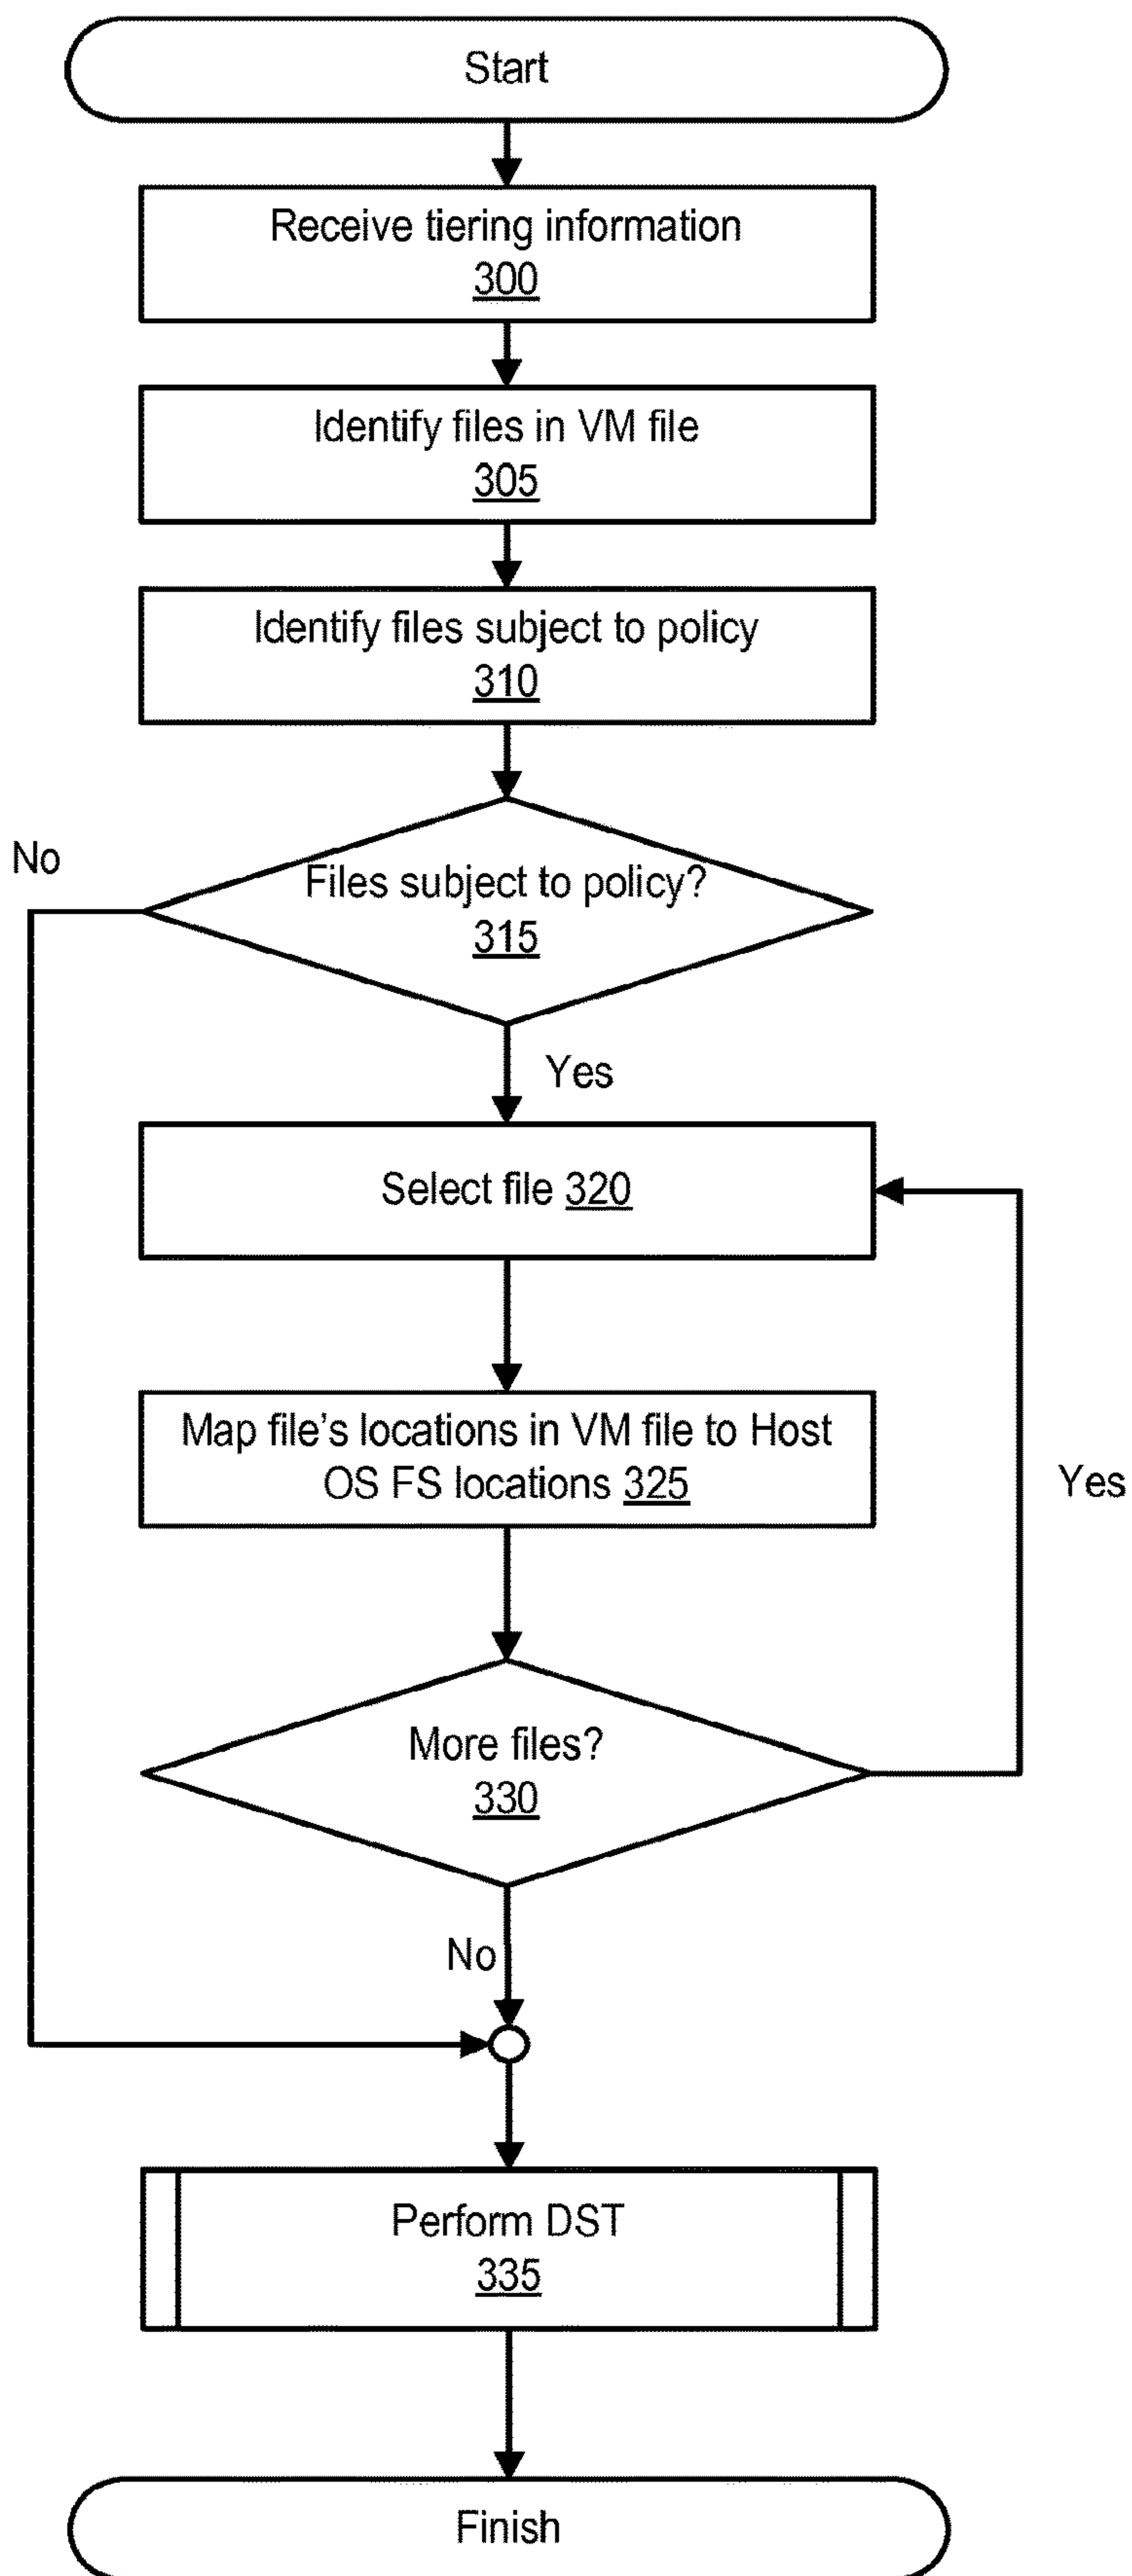 Start
Receive tiering information
300
Identify files in VM file
305
Identify files subject to policy
310
No
Files subject to policy?
315
Yes
Select file 320
Map file's locations in VM file to Host
OS FS locations 325
Yes
More files?
330
No
Perform DST
335
Finish